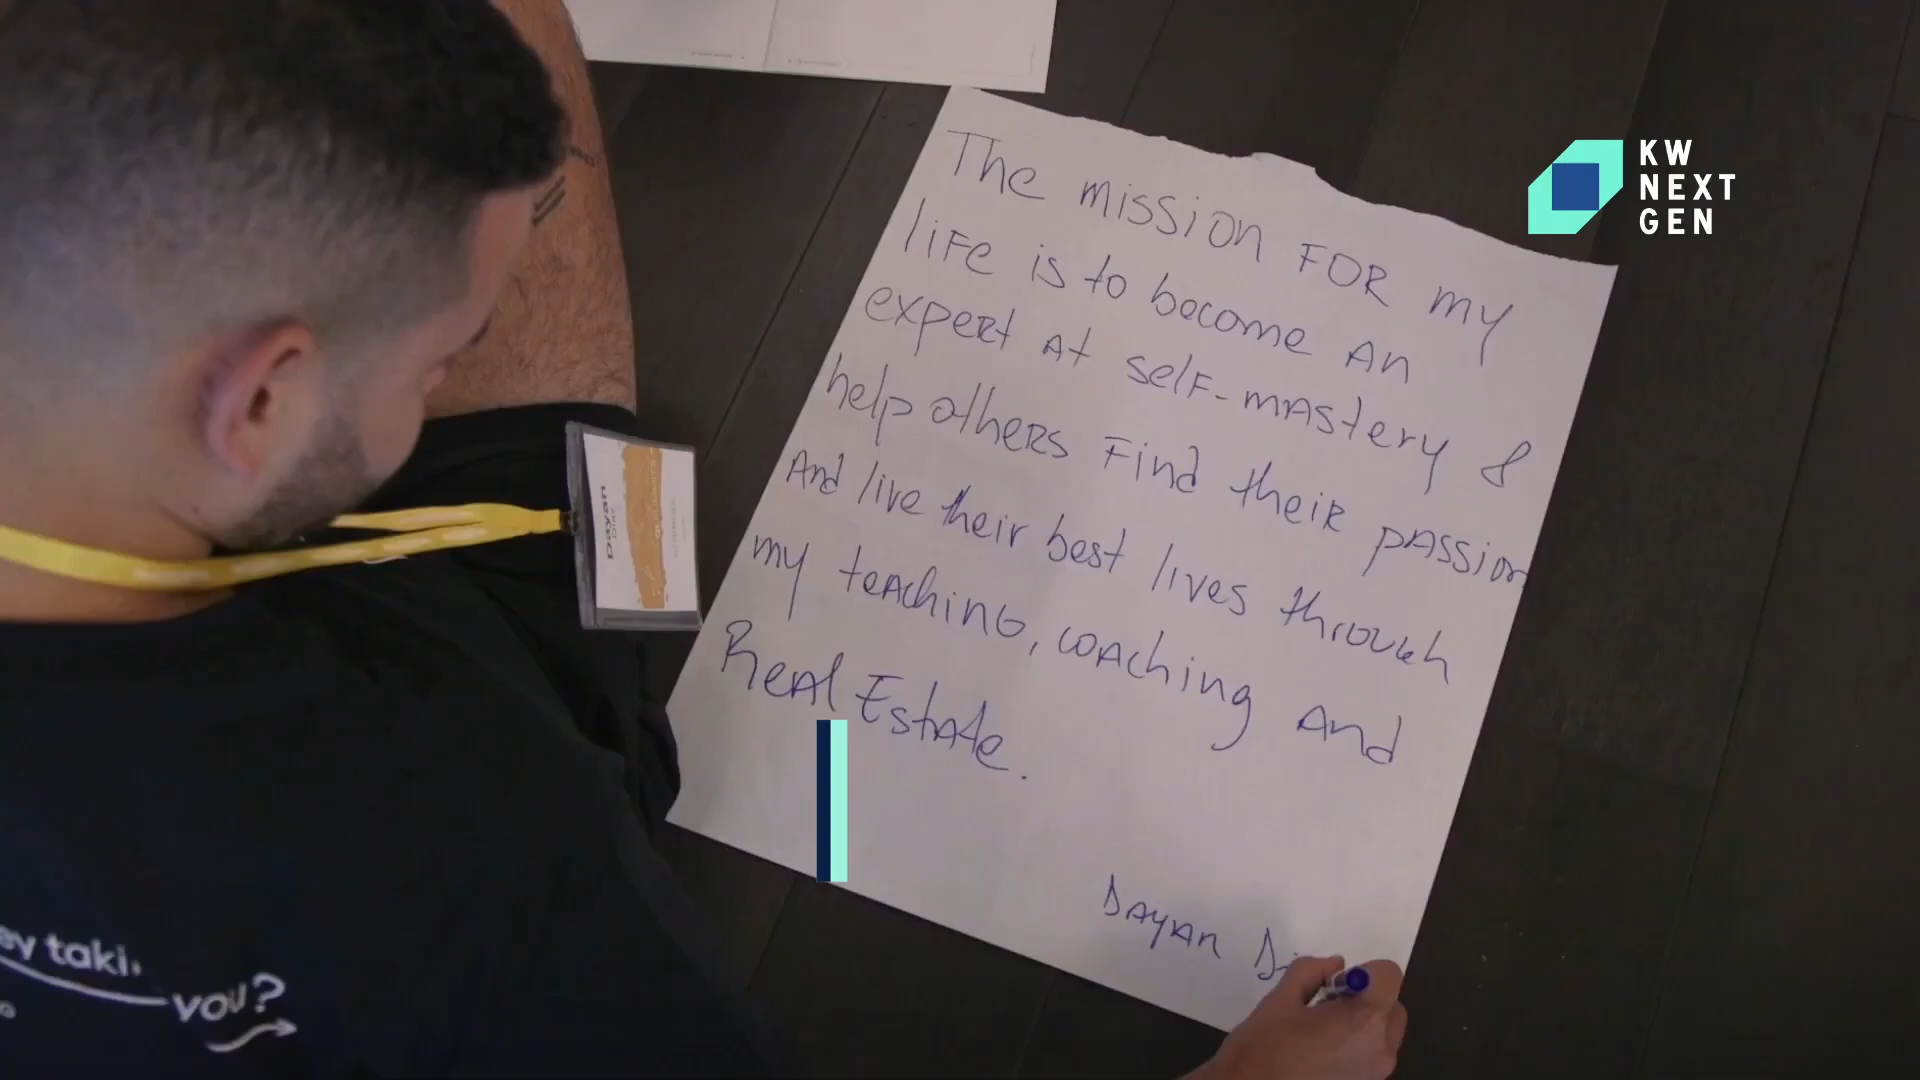 KW
NEXT
GEN
The mission FOR my
life is to become An
expert At self-mastery &
help others Find their passion
And live their best lives through
my teaching, coaching And
Real Estate.
DAYAN
Dayan
you?